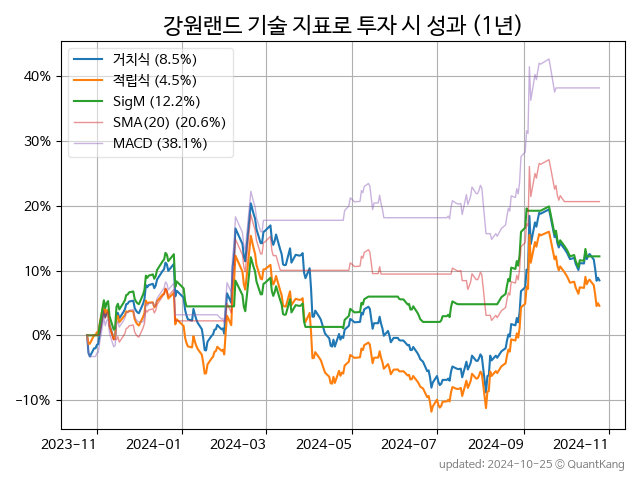 강원랜드 기술 지표로 투자 시 성과 (1년)
거치식 (8.5%)
적립식 (4.5%)
SigM (12.2%)
SMA(20) (20.6%)
MACD (38.1%)
40%
30%
20%
10%
0%
−10%
2023-11
2024-01
2024-03
2024-05
2024-07
2024-09
2024-11
updated: 2024-10-25 © QuantKang